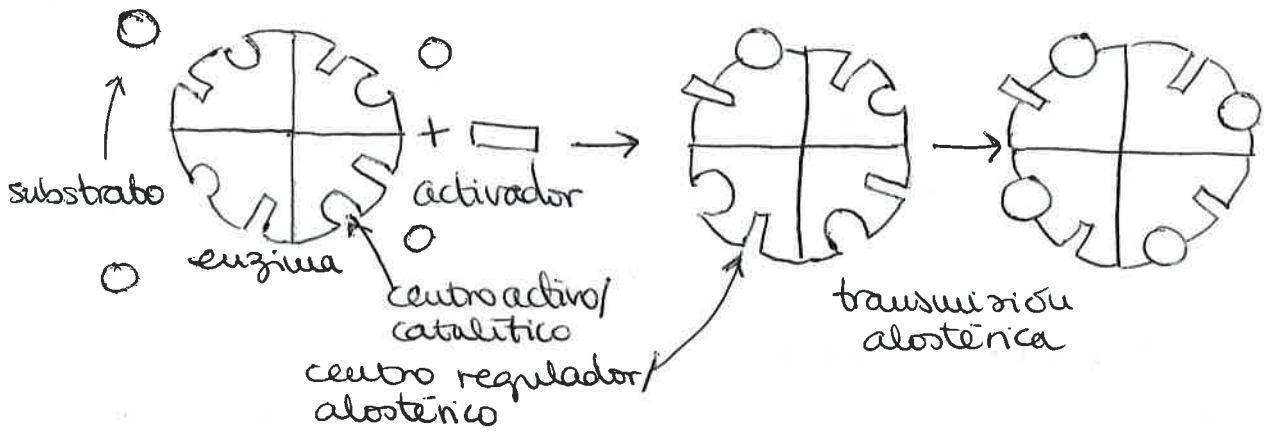 substrato
enzima
+
activador
centro activo/
catalítico
centro regulador/
alostérico
transmisión
alostérica